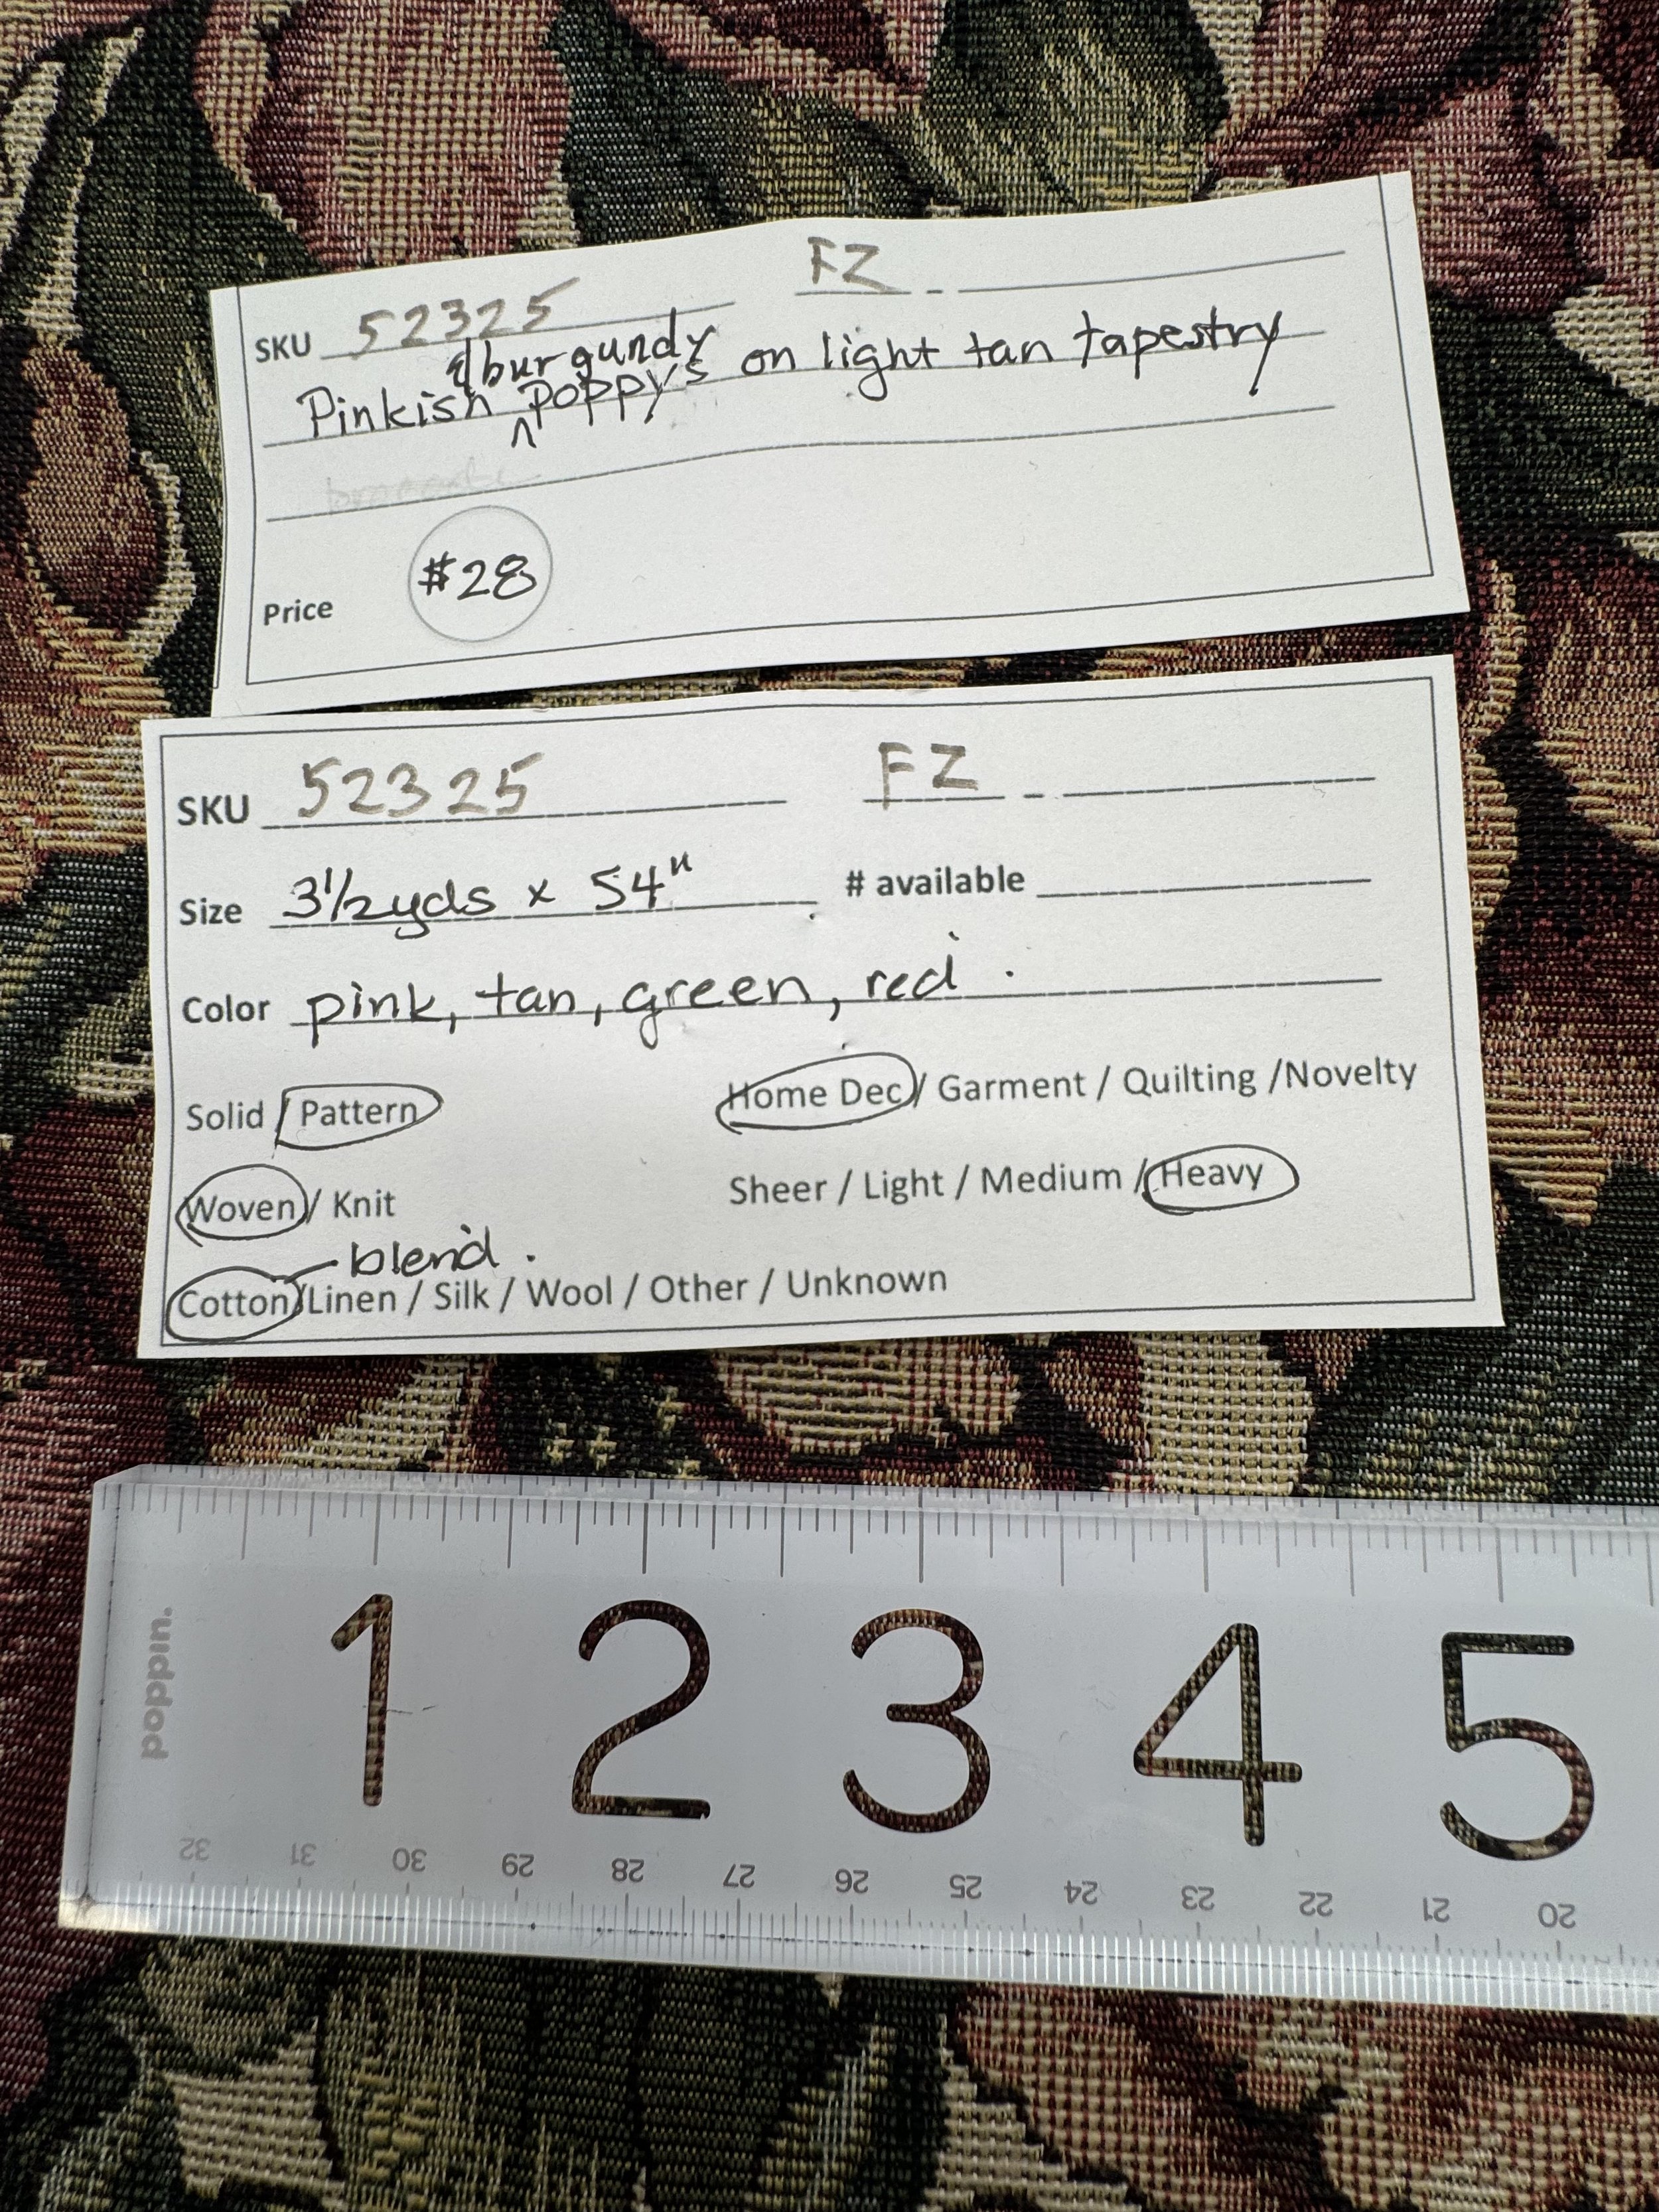 SKU 52325 FZ -
& burgundy
Pinkish ^ Poppys on light tan tapestry
Price $28
SKU 52325 FZ -
Size 3 1/2 yds x 54" # available
Color pink, tan, green, red.
Solid / Pattern Home Dec / Garment / Quilting /Novelty
Woven / Knit Sheer / Light / Medium / Heavy
blend.
Cotton/Linen / Silk / Wool / Other / Unknown
1 2 3 4 5
poppin.
32 31 30 29 28 27 26 25 24 23 22 21 20